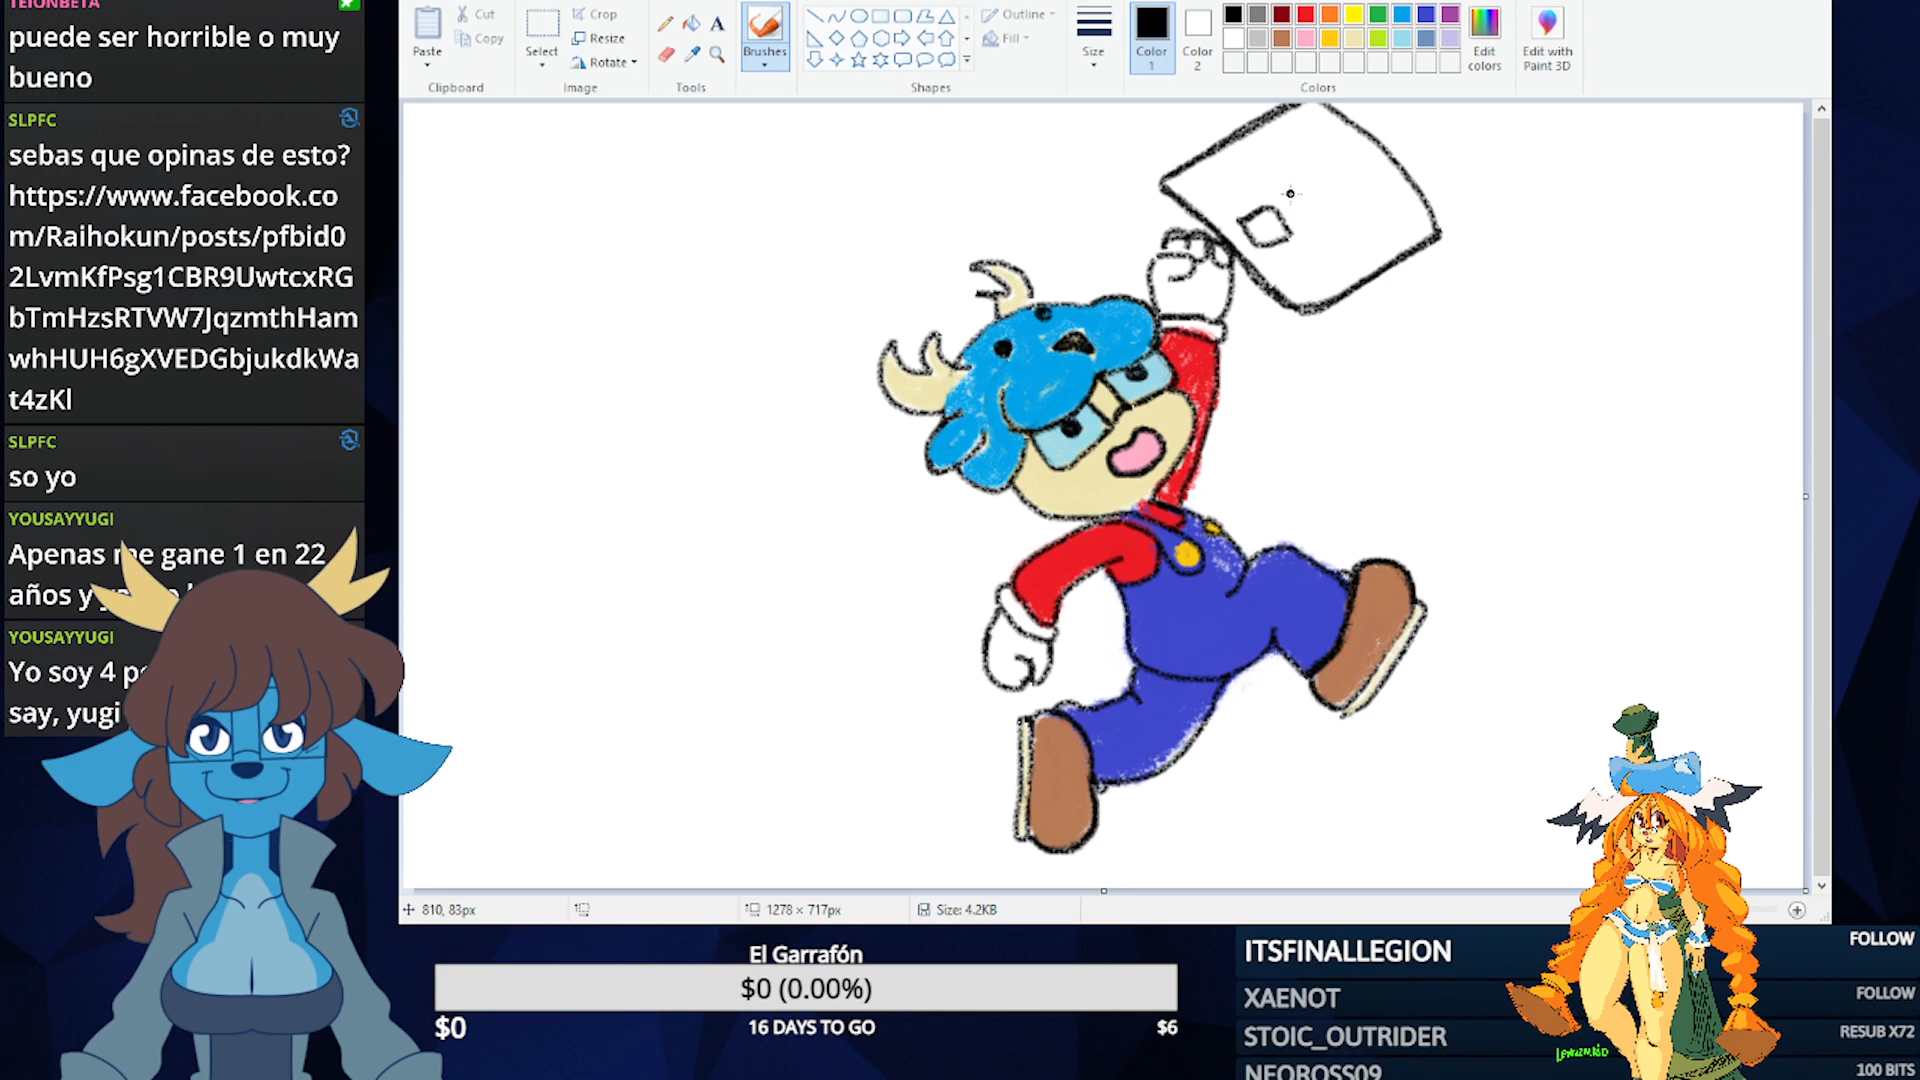 TEIONBETA
puede ser horrible o muy
bueno
SLPFC
sebas que opinas de esto?
https://www.facebook.co
m/Raihokun/posts/pfbid0
2LvmKfPsg1CBR9UwtcxRG
bTmHzsRTVW7JqzmthHam
whHUH6gXVEDGbjukdkWa
t4zKl
SLPFC
so yo
YOUSAYYUGI
Apenas me gane 1 en 22
años y
YOUSAYYUGI
Yo soy 4
say, yugi
Paste
Cut
Copy
Clipboard
Select
Crop
Resize
Rotate
Image
Tools
Brushes
Shapes
Outline
Fill
Size
Color
1
Color
2
Colors
Edit
colors
Edit with
Paint 3D
810, 83px
1278 × 717px
Size: 4.2KB
El Garrafón
$0 (0.00%)
$0
16 DAYS TO GO
$6
ITSFINALLEGION FOLLOW
XAENOT FOLLOW
STOIC_OUTRIDER RESUB X72
NEOROSS09 100 BITS